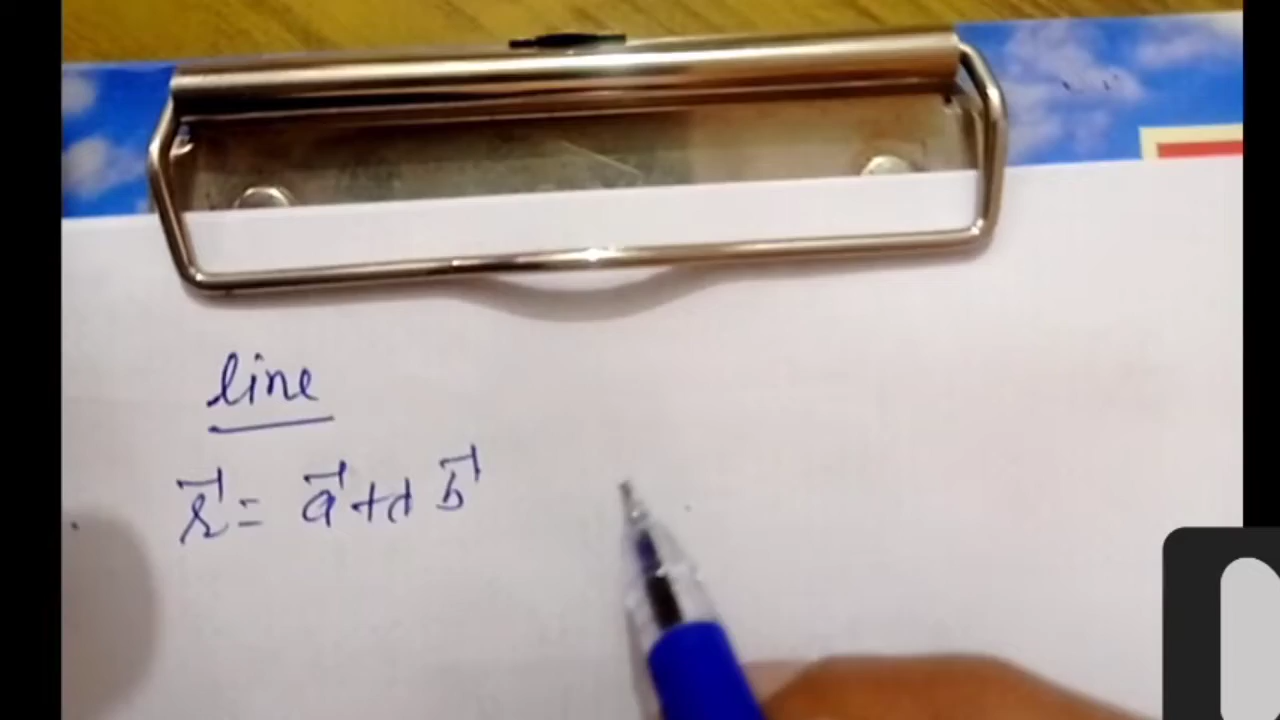 line
r⃗ = a⃗ + λ b⃗